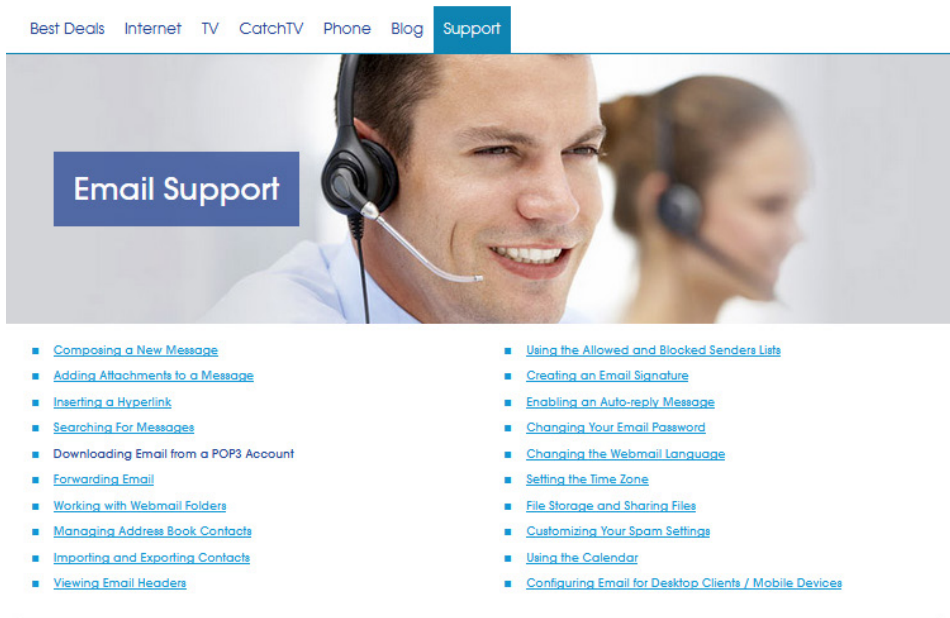 Best Deals Internet TV CatchTV Phone Blog Support
Email Support
Composing a New Message
Adding Attachments to a Message
Inserting a Hyperlink
Searching For Messages
Downloading Email from a POP3 Account
Forwarding Email
Working with Webmail Folders
Managing Address Book Contacts
Importing and Exporting Contacts
Viewing Email Headers
Using the Allowed and Blocked Senders Lists
Creating an Email Signature
Enabling an Auto-reply Message
Changing Your Email Password
Changing the Webmail Language
Setting the Time Zone
File Storage and Sharing Files
Customizing Your Spam Settings
Using the Calendar
Configuring Email for Desktop Clients / Mobile Devices